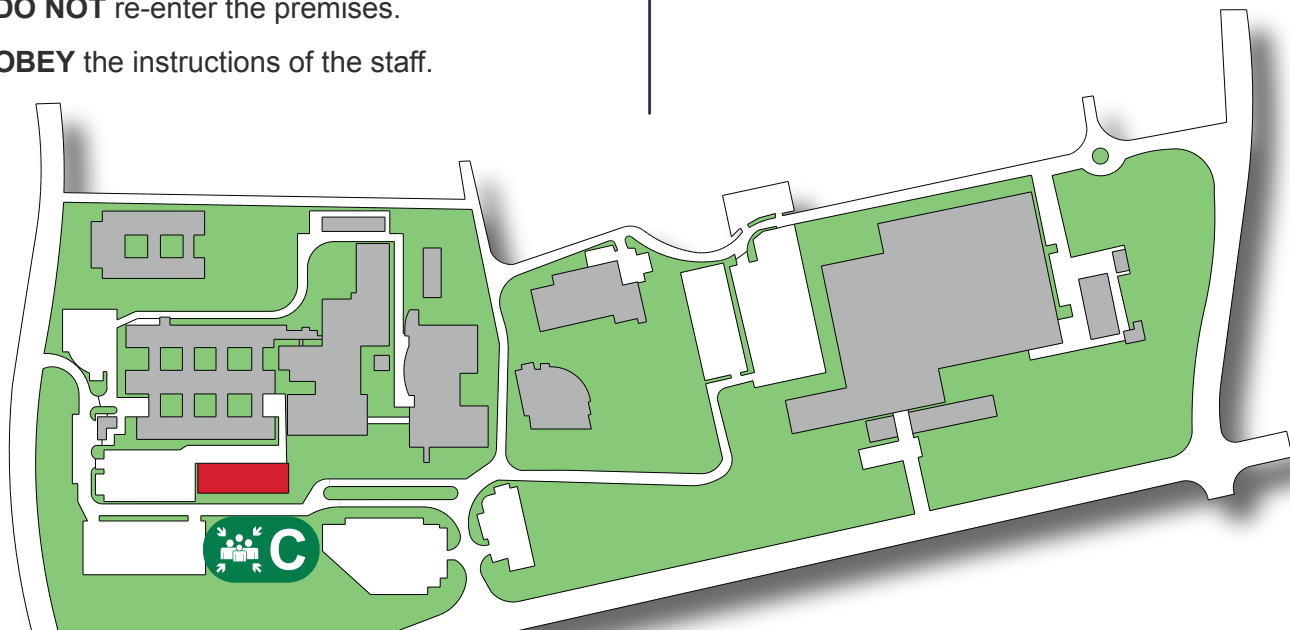 DO NOT re-enter the premises.
OBEY the instructions of the staff.
C